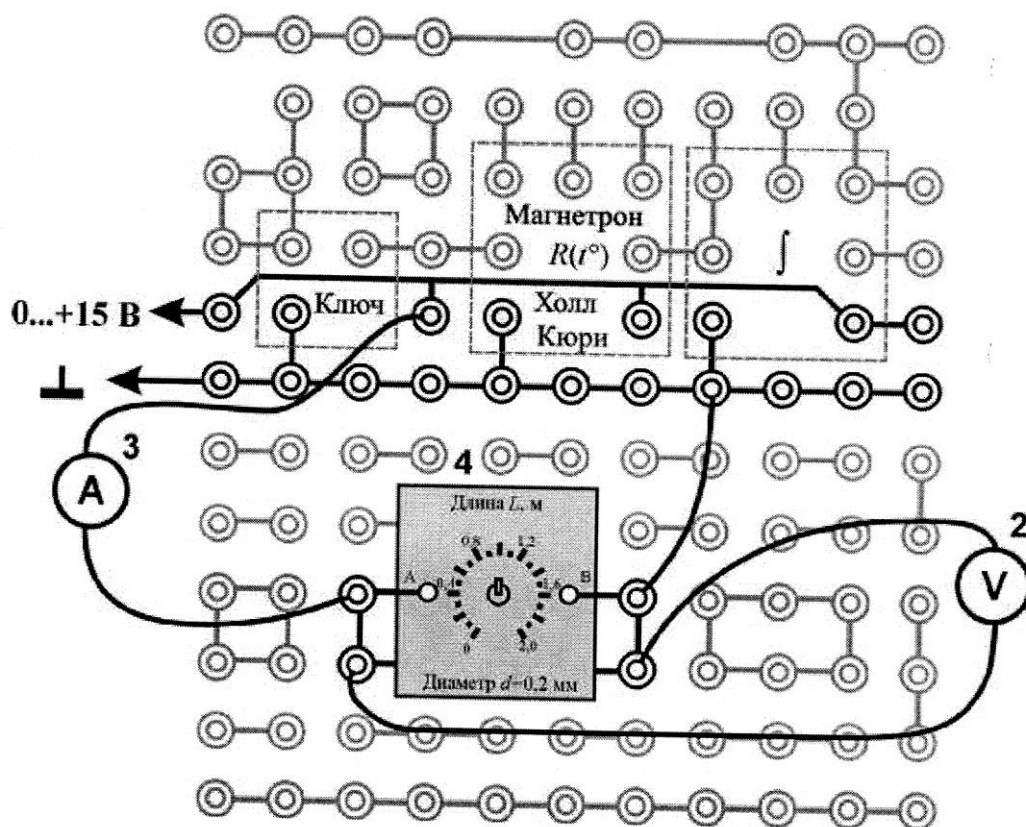 Магнетрон
R(t°)
∫
0...+15 В
Ключ
Холл
Кюри
3
A
4
Длина L, м
0,8
1,2
A
0,4
1,6
B
0
2,0
Диаметр d=0,2 мм
2
V